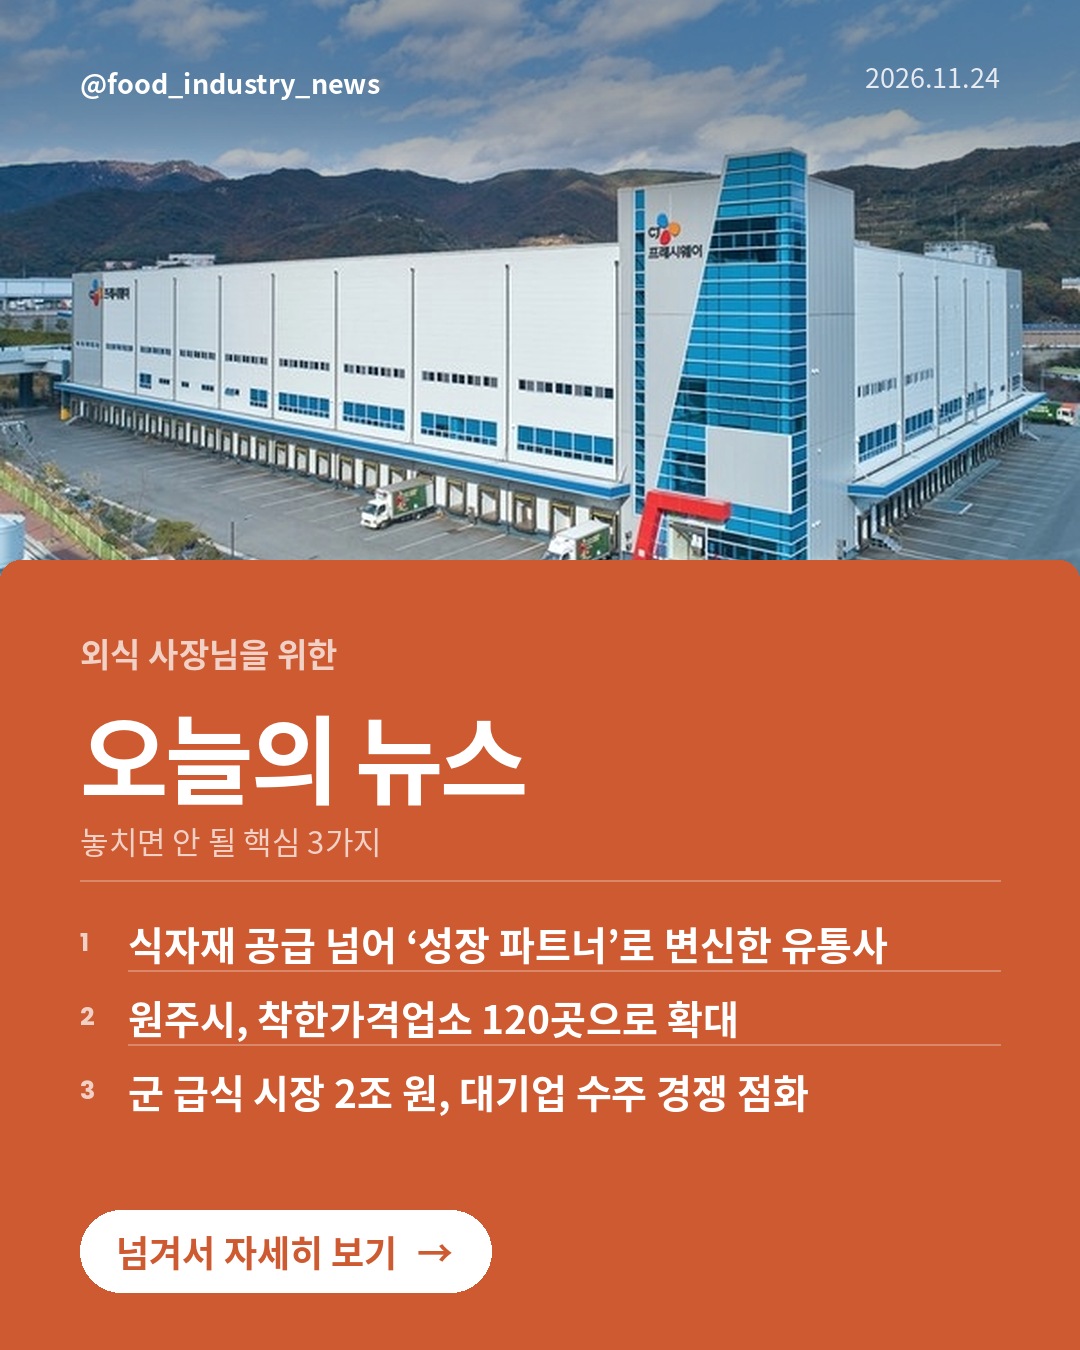 @food_industry_news
2026.11.24
CJ
프레시웨이
프레시웨이
외식 사장님을 위한
오늘의 뉴스
놓치면 안 될 핵심 3가지
1 식자재 공급 넘어 ‘성장 파트너’로 변신한 유통사
2 원주시, 착한가격업소 120곳으로 확대
3 군 급식 시장 2조 원, 대기업 수주 경쟁 점화
넘겨서 자세히 보기 →